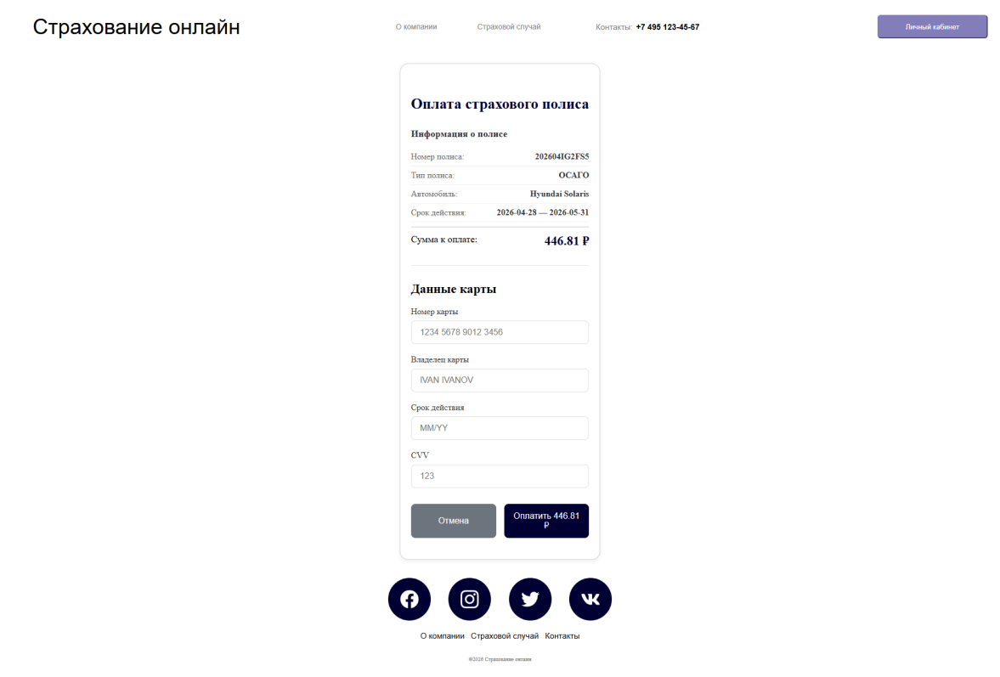 Страхование онлайн
О компании
Страховой случай
Контакты: +7 495 123-45-67
Личный кабинет
Оплата страхового полиса
Информация о полисе
Номер полиса: 202604IG2FS5
Тип полиса: ОСАГО
Автомобиль: Hyundai Solaris
Срок действия: 2026-04-28 — 2026-05-31
Сумма к оплате: 446.81 ₽
Данные карты
Номер карты
1234 5678 9012 3456
Владелец карты
IVAN IVANOV
Срок действия
MM/YY
CVV
123
Отмена
Оплатить 446.81
₽
О компании Страховой случай Контакты
©2026 Страхование онлайн